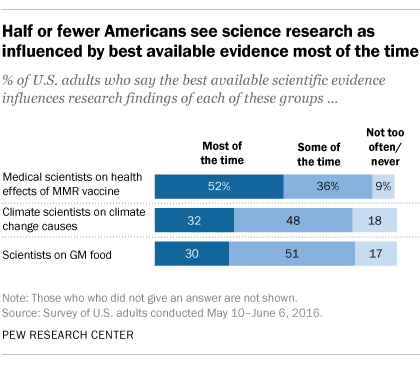 Half or fewer Americans see science research as
influenced by best available evidence most of the time
% of U.S. adults who say the best available scientific evidence
influences research findings of each of these groups ...
Most of
the time
Some of
the time
Not too
often/
never
Medical scientists on health
effects of MMR vaccine
52%
36%
9%
Climate scientists on climate
change causes
32
48
18
Scientists on GM food
30
51
17
Note: Those who who did not give an answer are not shown.
Source: Survey of U.S. adults conducted May 10–June 6, 2016.
PEW RESEARCH CENTER